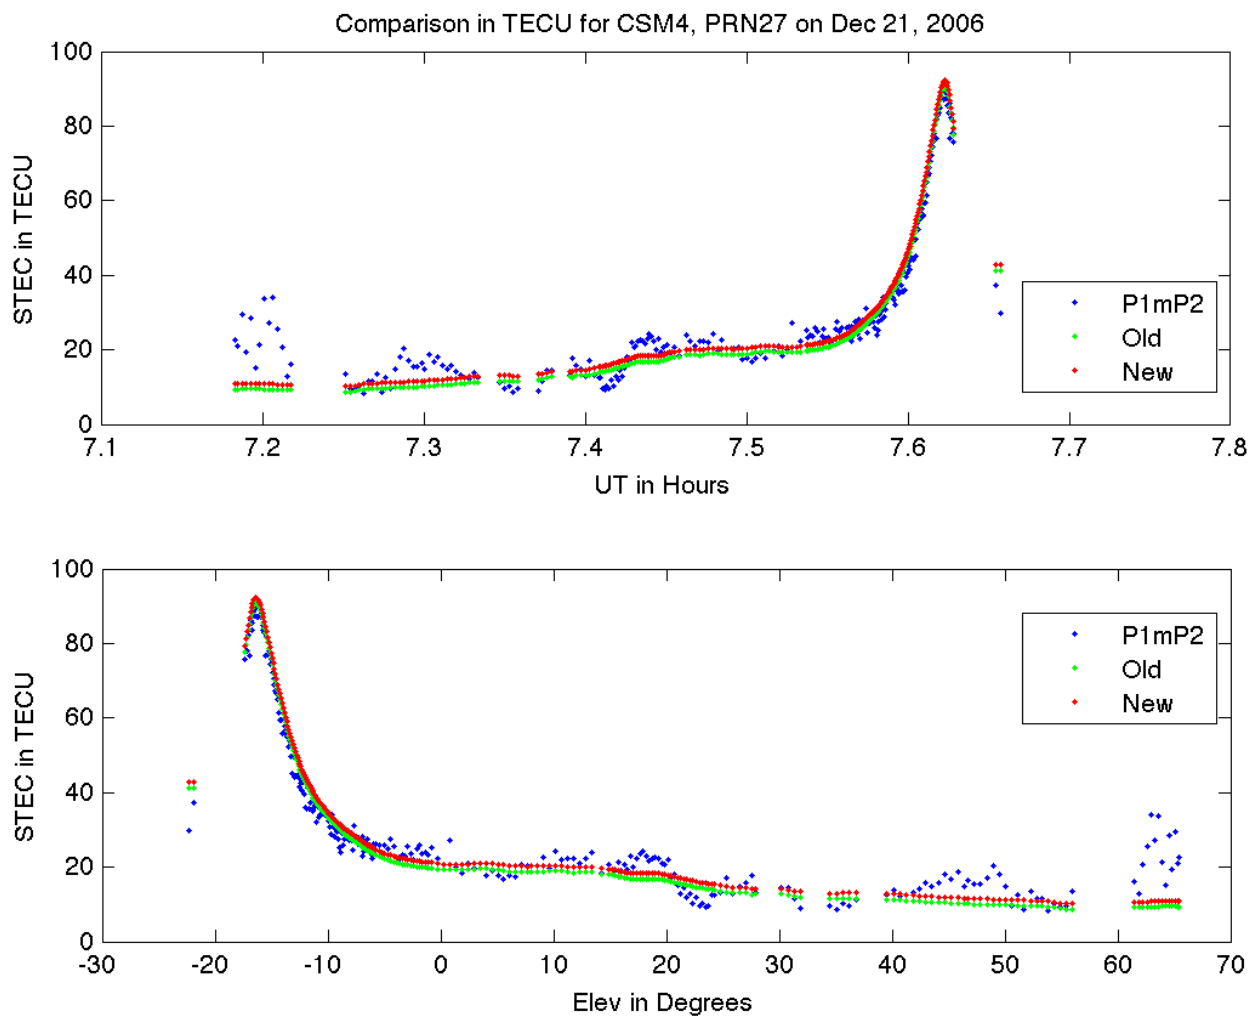 Comparison in TECU for CSM4, PRN27 on Dec 21, 2006
100
80
60
40
20
0
STEC in TECU
P1mP2
Old
New
7.1 7.2 7.3 7.4 7.5 7.6 7.7 7.8
UT in Hours
100
80
60
40
20
0
STEC in TECU
P1mP2
Old
New
-30 -20 -10 0 10 20 30 40 50 60 70
Elev in Degrees